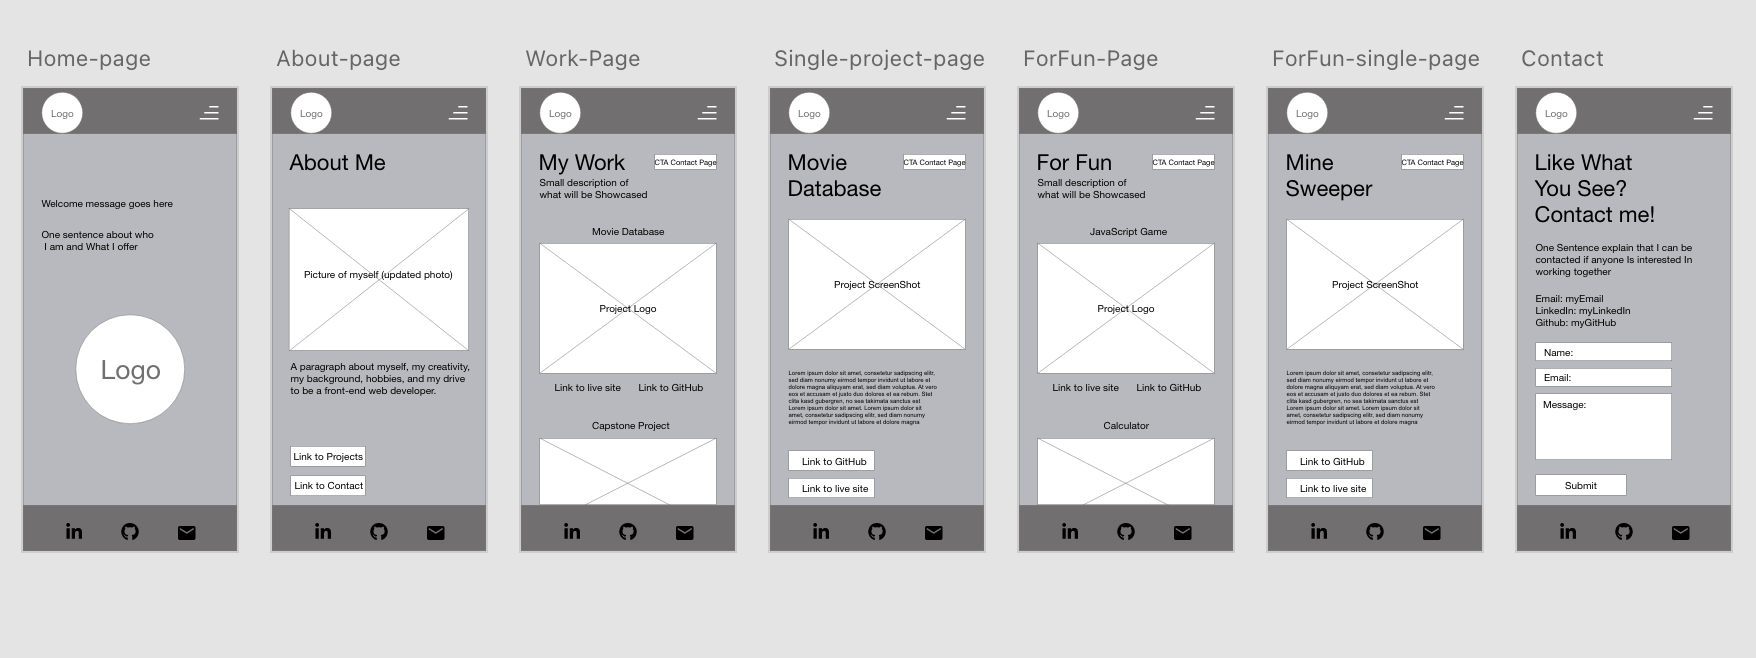 Home-page
Logo
Welcome message goes here
One sentence about who
I am and What I offer
Logo
About-page
Logo
About Me
Picture of myself (updated photo)
A paragraph about myself, my creativity,
my background, hobbies, and my drive
to be a front-end web developer.
Link to Projects
Link to Contact
Work-Page
Logo
My Work
CTA Contact Page
Small description of
what will be Showcased
Movie Database
Project Logo
Link to live site
Link to GitHub
Capstone Project
Single-project-page
Logo
Movie
Database
CTA Contact Page
Project ScreenShot
Lorem ipsum dolor sit amet, consetetur sadipscing elitr,
sed diam nonumy eirmod tempor invidunt ut labore et
dolore magna aliquyam erat, sed diam voluptua. At vero
eos et accusam et justo duo dolores et ea rebum. Stet
clita kasd gubergren, no sea takimata sanctus est
Lorem ipsum dolor sit amet. Lorem ipsum dolor sit
amet, consetetur sadipscing elitr, sed diam nonumy
eirmod tempor invidunt ut labore et dolore magna
Link to GitHub
Link to live site
ForFun-Page
Logo
For Fun
CTA Contact Page
Small description of
what will be Showcased
JavaScript Game
Project Logo
Link to live site
Link to GitHub
Calculator
ForFun-single-page
Logo
Mine
Sweeper
CTA Contact Page
Project ScreenShot
Lorem ipsum dolor sit amet, consetetur sadipscing elitr,
sed diam nonumy eirmod tempor invidunt ut labore et
dolore magna aliquyam erat, sed diam voluptua. At vero
eos et accusam et justo duo dolores et ea rebum. Stet
clita kasd gubergren, no sea takimata sanctus est
Lorem ipsum dolor sit amet. Lorem ipsum dolor sit
amet, consetetur sadipscing elitr, sed diam nonumy
eirmod tempor invidunt ut labore et dolore magna
Link to GitHub
Link to live site
Contact
Logo
Like What
You See?
Contact me!
One Sentence explain that I can be
contacted if anyone Is interested In
working together
Email: myEmail
LinkedIn: myLinkedIn
Github: myGitHub
Name:
Email:
Message:
Submit